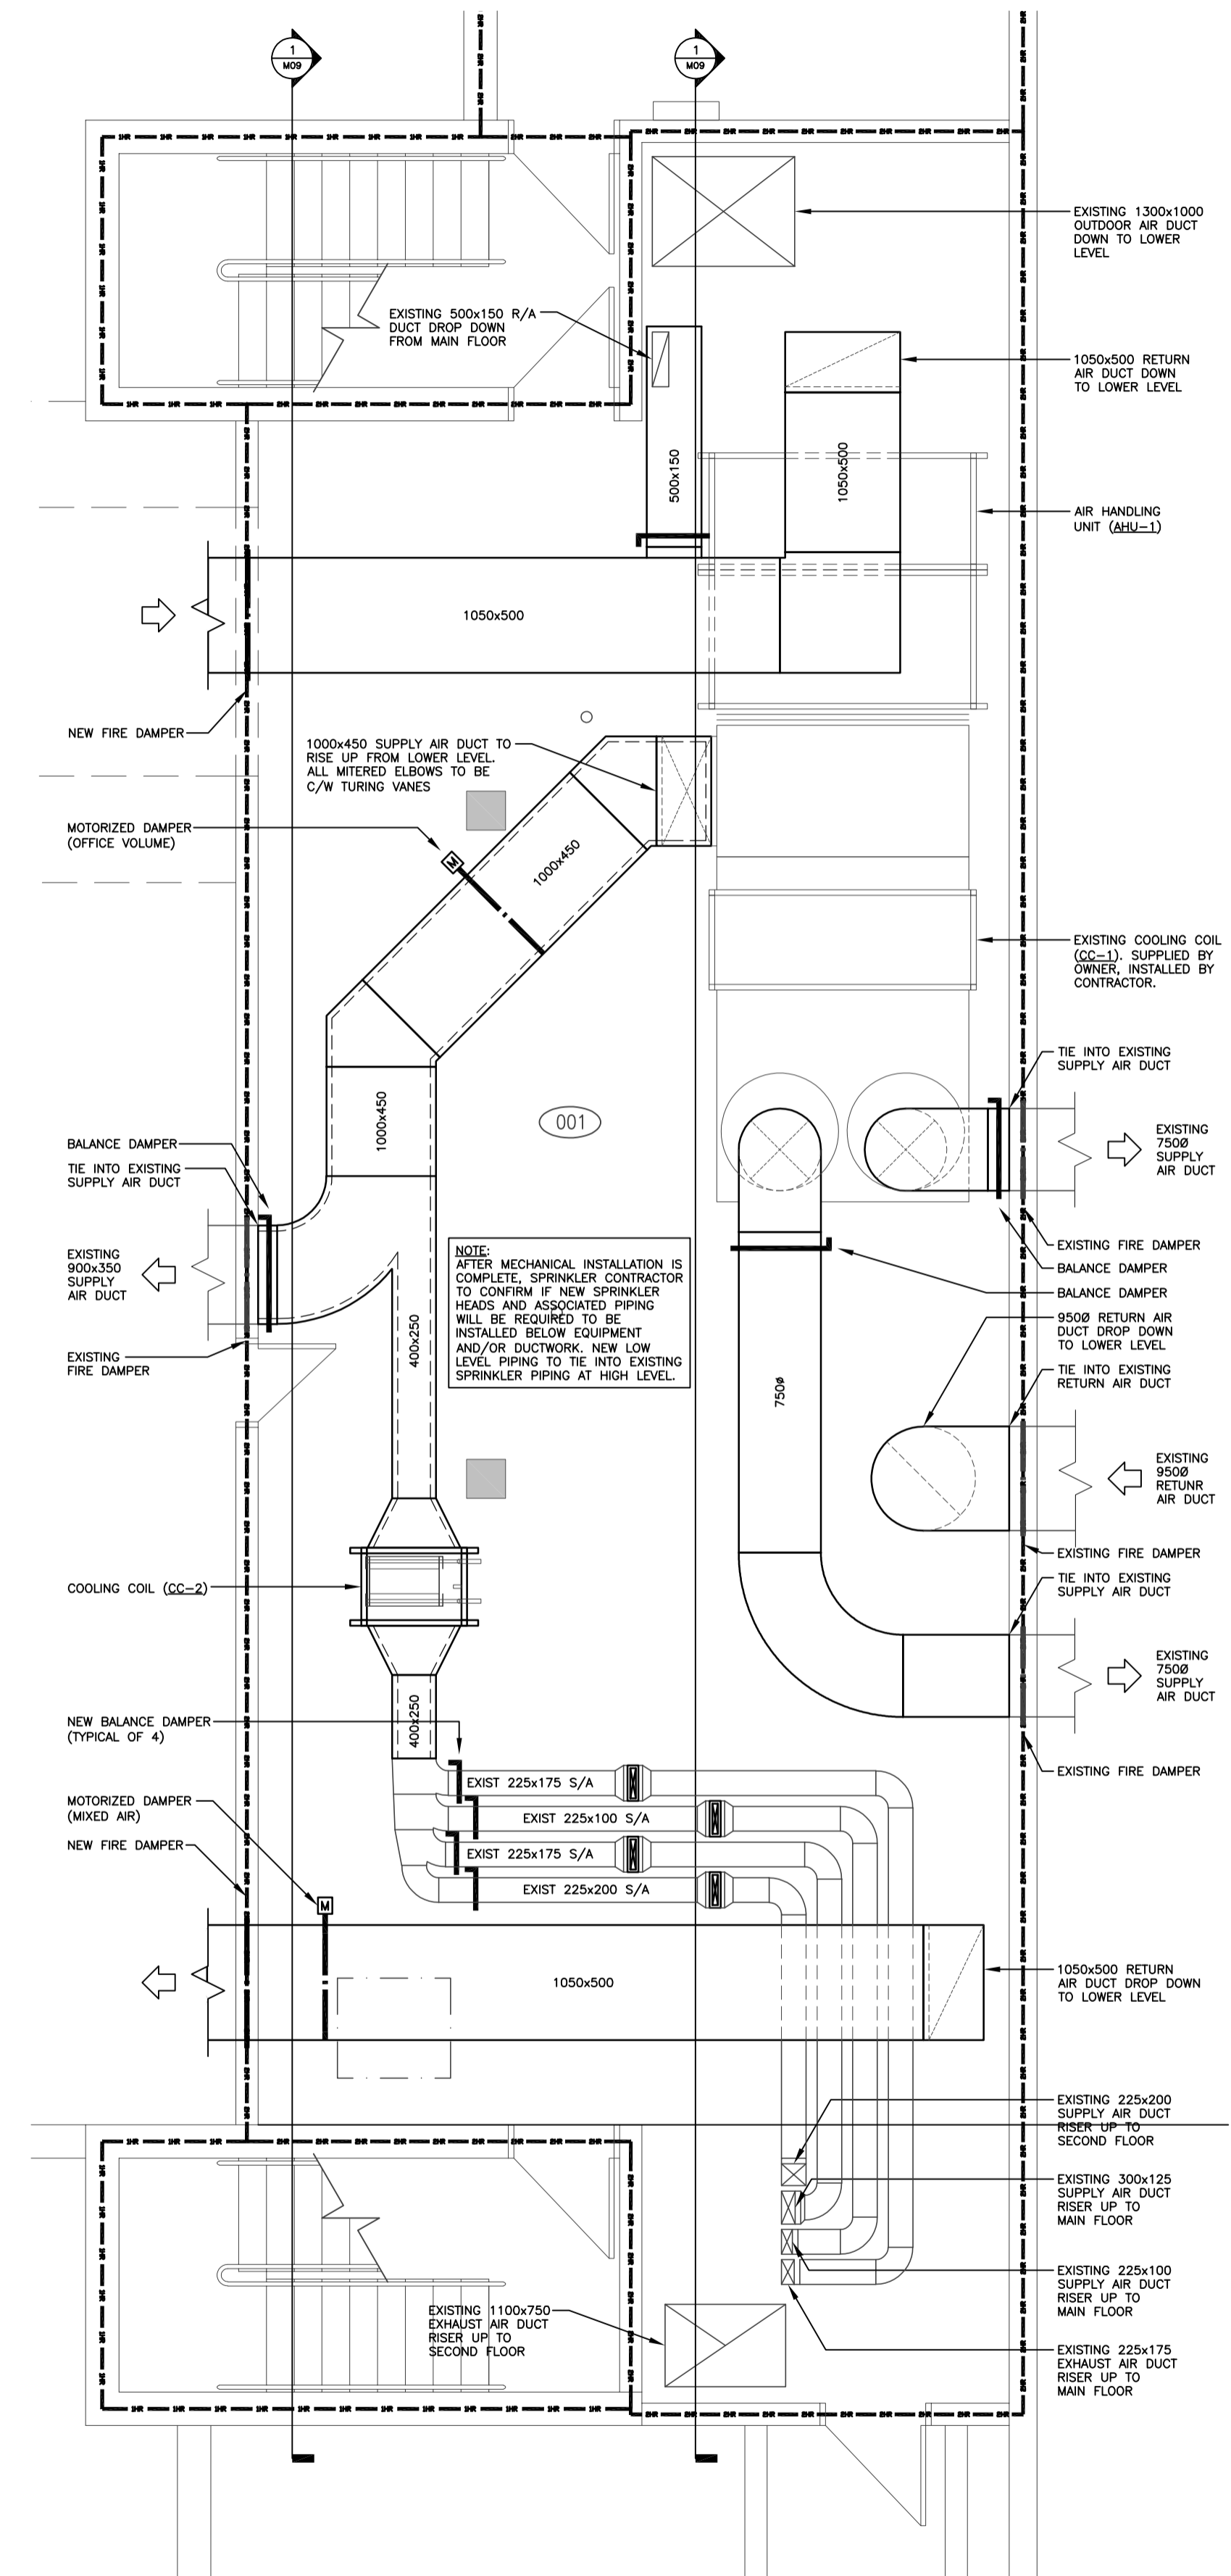 1
M09
1
M09
EXISTING 1300x1000
OUTDOOR AIR DUCT
DOWN TO LOWER
LEVEL
EXISTING 500x150 R/A
DUCT DROP DOWN
FROM MAIN FLOOR
1050x500 RETURN
AIR DUCT DOWN
TO LOWER LEVEL
500x150
1050x500
AIR HANDLING
UNIT (AHU-1)
1050x500
NEW FIRE DAMPER
1000x450 SUPPLY AIR DUCT TO
RISE UP FROM LOWER LEVEL.
ALL MITERED ELBOWS TO BE
C/W TURING VANES
MOTORIZED DAMPER
(OFFICE VOLUME)
M
1000x450
EXISTING COOLING COIL
(CC-1). SUPPLIED BY
OWNER, INSTALLED BY
CONTRACTOR.
TIE INTO EXISTING
SUPPLY AIR DUCT
1000x450
001
BALANCE DAMPER
TIE INTO EXISTING
SUPPLY AIR DUCT
EXISTING
750Ø
SUPPLY
AIR DUCT
EXISTING
900x350
SUPPLY
AIR DUCT
NOTE:
AFTER MECHANICAL INSTALLATION IS
COMPLETE, SPRINKLER CONTRACTOR
TO CONFIRM IF NEW SPRINKLER
HEADS AND ASSOCIATED PIPING
WILL BE REQUIRED TO BE
INSTALLED BELOW EQUIPMENT
AND/OR DUCTWORK. NEW LOW
LEVEL PIPING TO TIE INTO EXISTING
SPRINKLER PIPING AT HIGH LEVEL.
EXISTING FIRE DAMPER
BALANCE DAMPER
BALANCE DAMPER
950Ø RETURN AIR
DUCT DROP DOWN
TO LOWER LEVEL
EXISTING
FIRE DAMPER
400x250
750Ø
TIE INTO EXISTING
RETURN AIR DUCT
EXISTING
950Ø
RETUNR
AIR DUCT
EXISTING FIRE DAMPER
COOLING COIL (CC-2)
TIE INTO EXISTING
SUPPLY AIR DUCT
EXISTING
750Ø
SUPPLY
AIR DUCT
400x250
NEW BALANCE DAMPER
(TYPICAL OF 4)
EXISTING FIRE DAMPER
EXIST 225x175 S/A
MOTORIZED DAMPER
(MIXED AIR)
EXIST 225x100 S/A
NEW FIRE DAMPER
EXIST 225x175 S/A
EXIST 225x200 S/A
M
1050x500
1050x500 RETURN
AIR DUCT DROP DOWN
TO LOWER LEVEL
EXISTING 225x200
SUPPLY AIR DUCT
RISER UP TO
SECOND FLOOR
EXISTING 300x125
SUPPLY AIR DUCT
RISER UP TO
MAIN FLOOR
EXISTING 225x100
SUPPLY AIR DUCT
RISER UP TO
MAIN FLOOR
EXISTING 1100x750
EXHAUST AIR DUCT
RISER UP TO
SECOND FLOOR
EXISTING 225x175
EXHAUST AIR DUCT
RISER UP TO
MAIN FLOOR